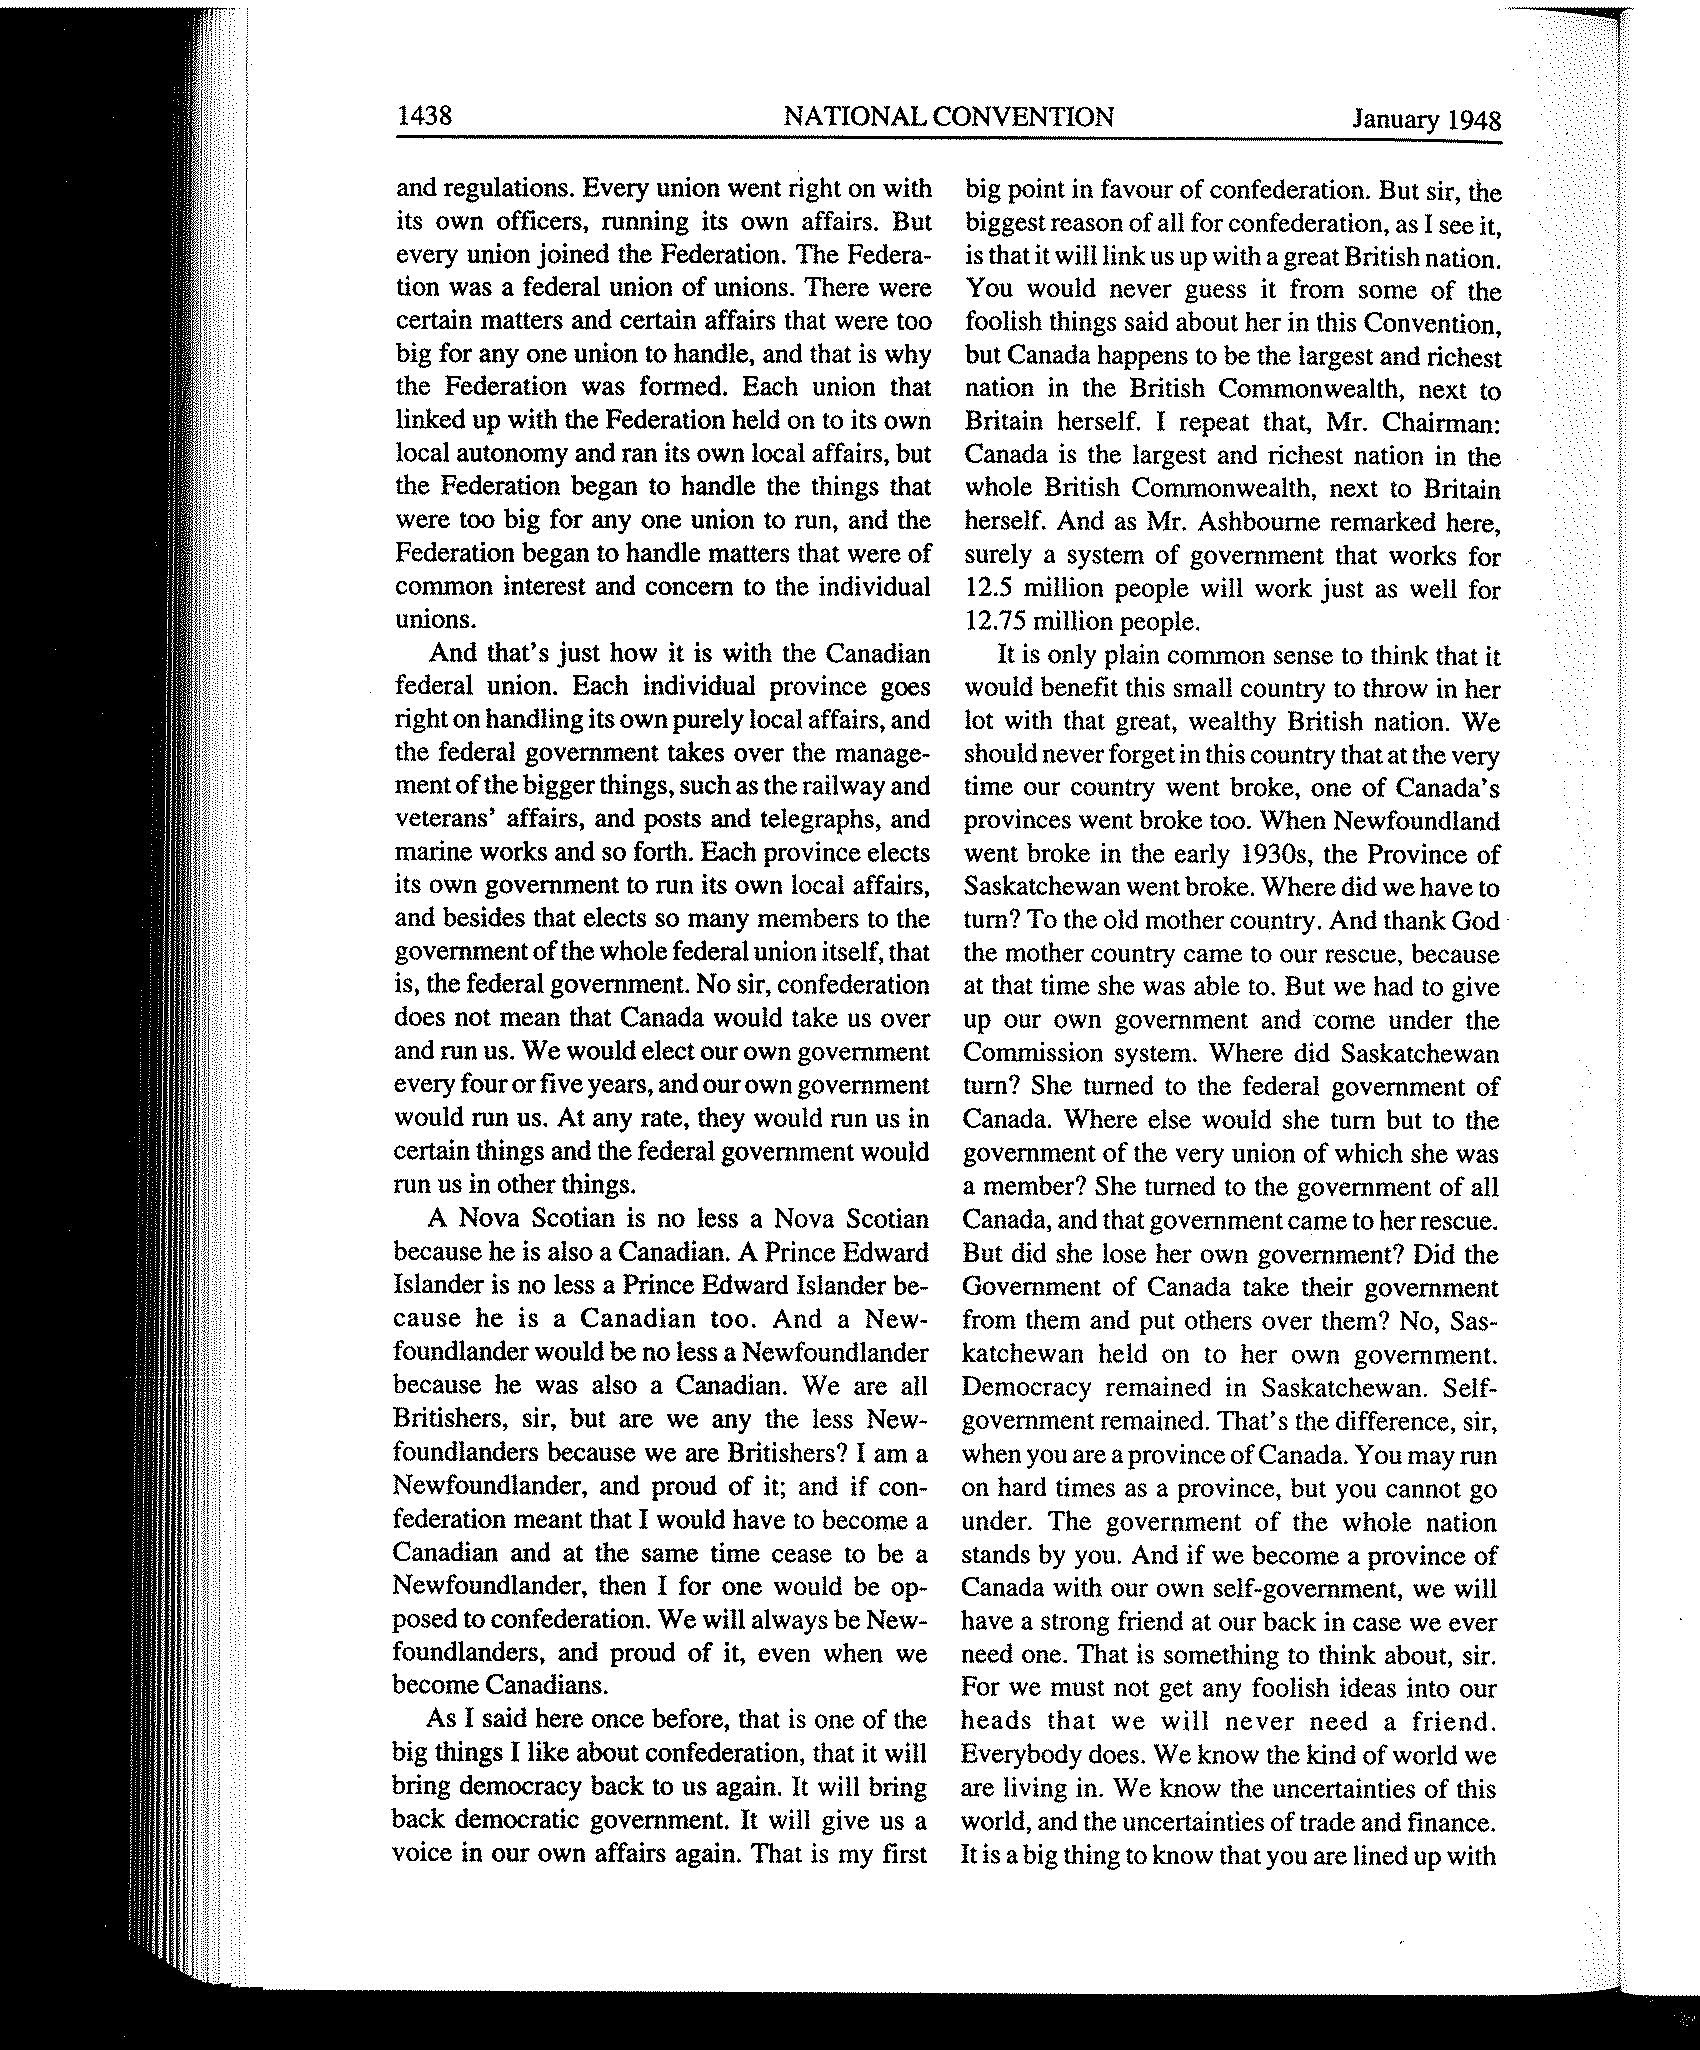 1438 NATIONAL CONVENTION January 1948
and regulations. Every union went right on with
its own officers, running its own affairs. But
every union joined the Federation. The Federa-
tion was a federal union of unions. There were
certain matters and certain affairs that were too
big for any one union to handle, and that is why
the Federation was formed. Each union that
linked up with the Federation held on to its own
local autonomy and ran its own local affairs, but
the Federation began to handle the things that
were too big for any one union to run, and the
Federation began to handle matters that were of
common interest and concern to the individual
unions.
And that's just how it is with the Canadian
federal union. Each individual province goes
right on handling its own purely local affairs, and
the federal government takes over the manage-
ment of the bigger things, such as the railway and
veterans' affairs, and posts and telegraphs, and
marine works and so forth. Each province elects
its own government to run its own local affairs,
and besides that elects so many members to the
government of the whole federal union itself, that
is, the federal government. No sir, confederation
does not mean that Canada would take us over
and run us. We would elect our own government
every four or five years, and our own government
would run us. At any rate, they would run us in
certain things and the federal government would
run us in other things.
A Nova Scotian is no less a Nova Scotian
because he is also a Canadian. A Prince Edward
Islander is no less a Prince Edward Islander be-
cause he is a Canadian too. And a New-
foundlander would be no less a Newfoundlander
because he was also a Canadian. We are all
Britishers, sir, but are we any the less New-
foundlanders because we are Britishers? I am a
Newfoundlander, and proud of it; and if con-
federation meant that I would have to become a
Canadian and at the same time cease to be a
Newfoundlander, then I for one would be op-
posed to confederation. We will always be New-
foundlanders, and proud of it, even when we
become Canadians.
As I said here once before, that is one of the
big things I like about confederation, that it will
bring democracy back to us again. It will bring
back democratic government. It will give us a
voice in our own affairs again. That is my first
big point in favour of confederation. But sir, the
biggest reason of all for confederation, as I see it,
is that it will link us up with a great British nation.
You would never guess it from some of the
foolish things said about her in this Convention,
but Canada happens to be the largest and richest
nation in the British Commonwealth, next to
Britain herself. I repeat that, Mr. Chairman:
Canada is the largest and richest nation in the
whole British Commonwealth, next to Britain
herself. And as Mr. Ashbourne remarked here,
surely a system of government that works for
12.5 million people will work just as well for
12.75 million people.
It is only plain common sense to think that it
would benefit this small country to throw in her
lot with that great, wealthy British nation. We
should never forget in this country that at the very
time our country went broke, one of Canada's
provinces went broke too. When Newfoundland
went broke in the early 1930s, the Province of
Saskatchewan went broke. Where did we have to
turn? To the old mother country. And thank God
the mother country came to our rescue, because
at that time she was able to. But we had to give
up our own government and come under the
Commission system. Where did Saskatchewan
turn? She turned to the federal government of
Canada. Where else would she turn but to the
government of the very union of which she was
a member? She turned to the government of all
Canada, and that government came to her rescue.
But did she lose her own government? Did the
Government of Canada take their government
from them and put others over them? No, Sas-
katchewan held on to her own government.
Democracy remained in Saskatchewan. Self-
government remained. That's the difference, sir,
when you are a province of Canada. You may run
on hard times as a province, but you cannot go
under. The government of the whole nation
stands by you. And if we become a province of
Canada with our own self-government, we will
have a strong friend at our back in case we ever
need one. That is something to think about, sir.
For we must not get any foolish ideas into our
heads that we will never need a friend.
Everybody does. We know the kind of world we
are living in. We know the uncertainties of this
world, and the uncertainties of trade and finance.
It is a big thing to know that you are lined up with